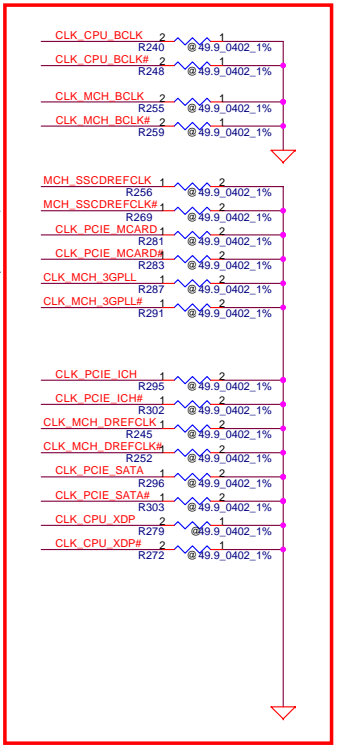 CLK_CPU_BCLK 2 1
R240 @49.9_0402_1%
CLK_CPU_BCLK# 2 1
R248 @49.9_0402_1%
CLK_MCH_BCLK 2 1
R255 @49.9_0402_1%
CLK_MCH_BCLK# 2 1
R259 @49.9_0402_1%
MCH_SSCDREFCLK 1 2
R256 @49.9_0402_1%
MCH_SSCDREFCLK# 1 2
R269 @49.9_0402_1%
CLK_PCIE_MCARD 1 2
R281 @49.9_0402_1%
CLK_PCIE_MCARD# 1 2
R283 @49.9_0402_1%
CLK_MCH_3GPLL 1 2
R287 @49.9_0402_1%
CLK_MCH_3GPLL# 1 2
R291 @49.9_0402_1%
CLK_PCIE_ICH 1 2
R295 @49.9_0402_1%
CLK_PCIE_ICH# 1 2
R302 @49.9_0402_1%
CLK_MCH_DREFCLK 1 2
R245 @49.9_0402_1%
CLK_MCH_DREFCLK# 1 2
R252 @49.9_0402_1%
CLK_PCIE_SATA 1 2
R296 @49.9_0402_1%
CLK_PCIE_SATA# 1 2
R303 @49.9_0402_1%
CLK_CPU_XDP 2 1
R279 @49.9_0402_1%
CLK_CPU_XDP# 2 1
R272 @49.9_0402_1%